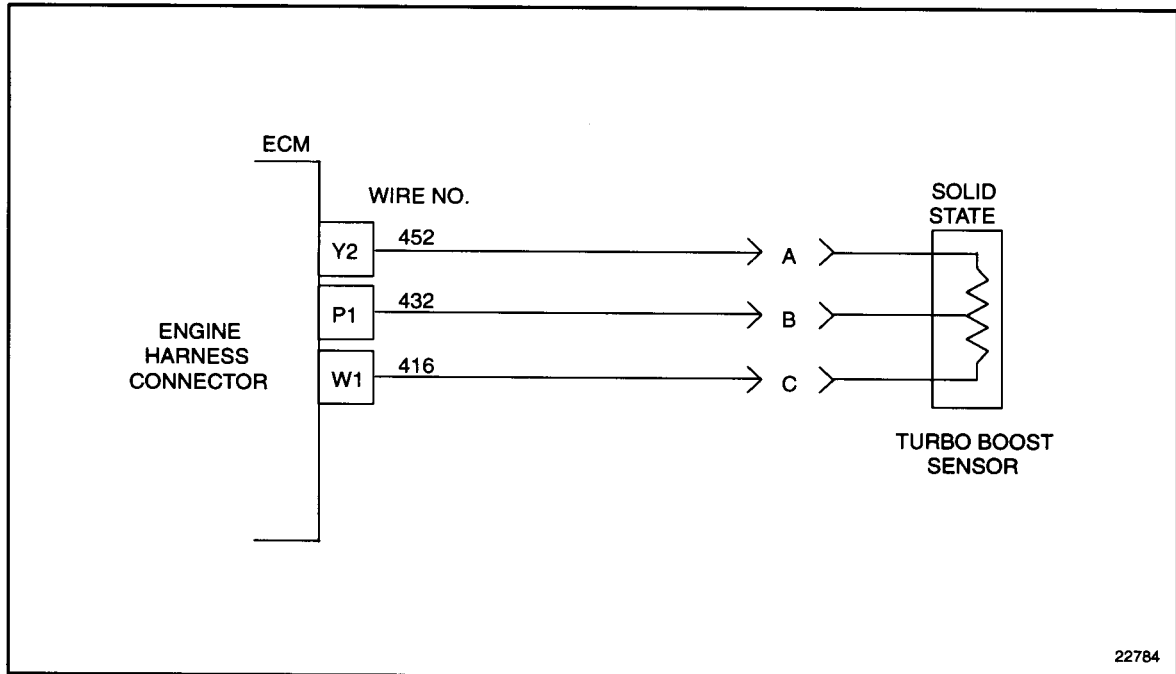 ECM
WIRE NO.
SOLID
STATE
Y2
452
A
P1
432
B
ENGINE
HARNESS
CONNECTOR
W1
416
C
TURBO BOOST
SENSOR
22784